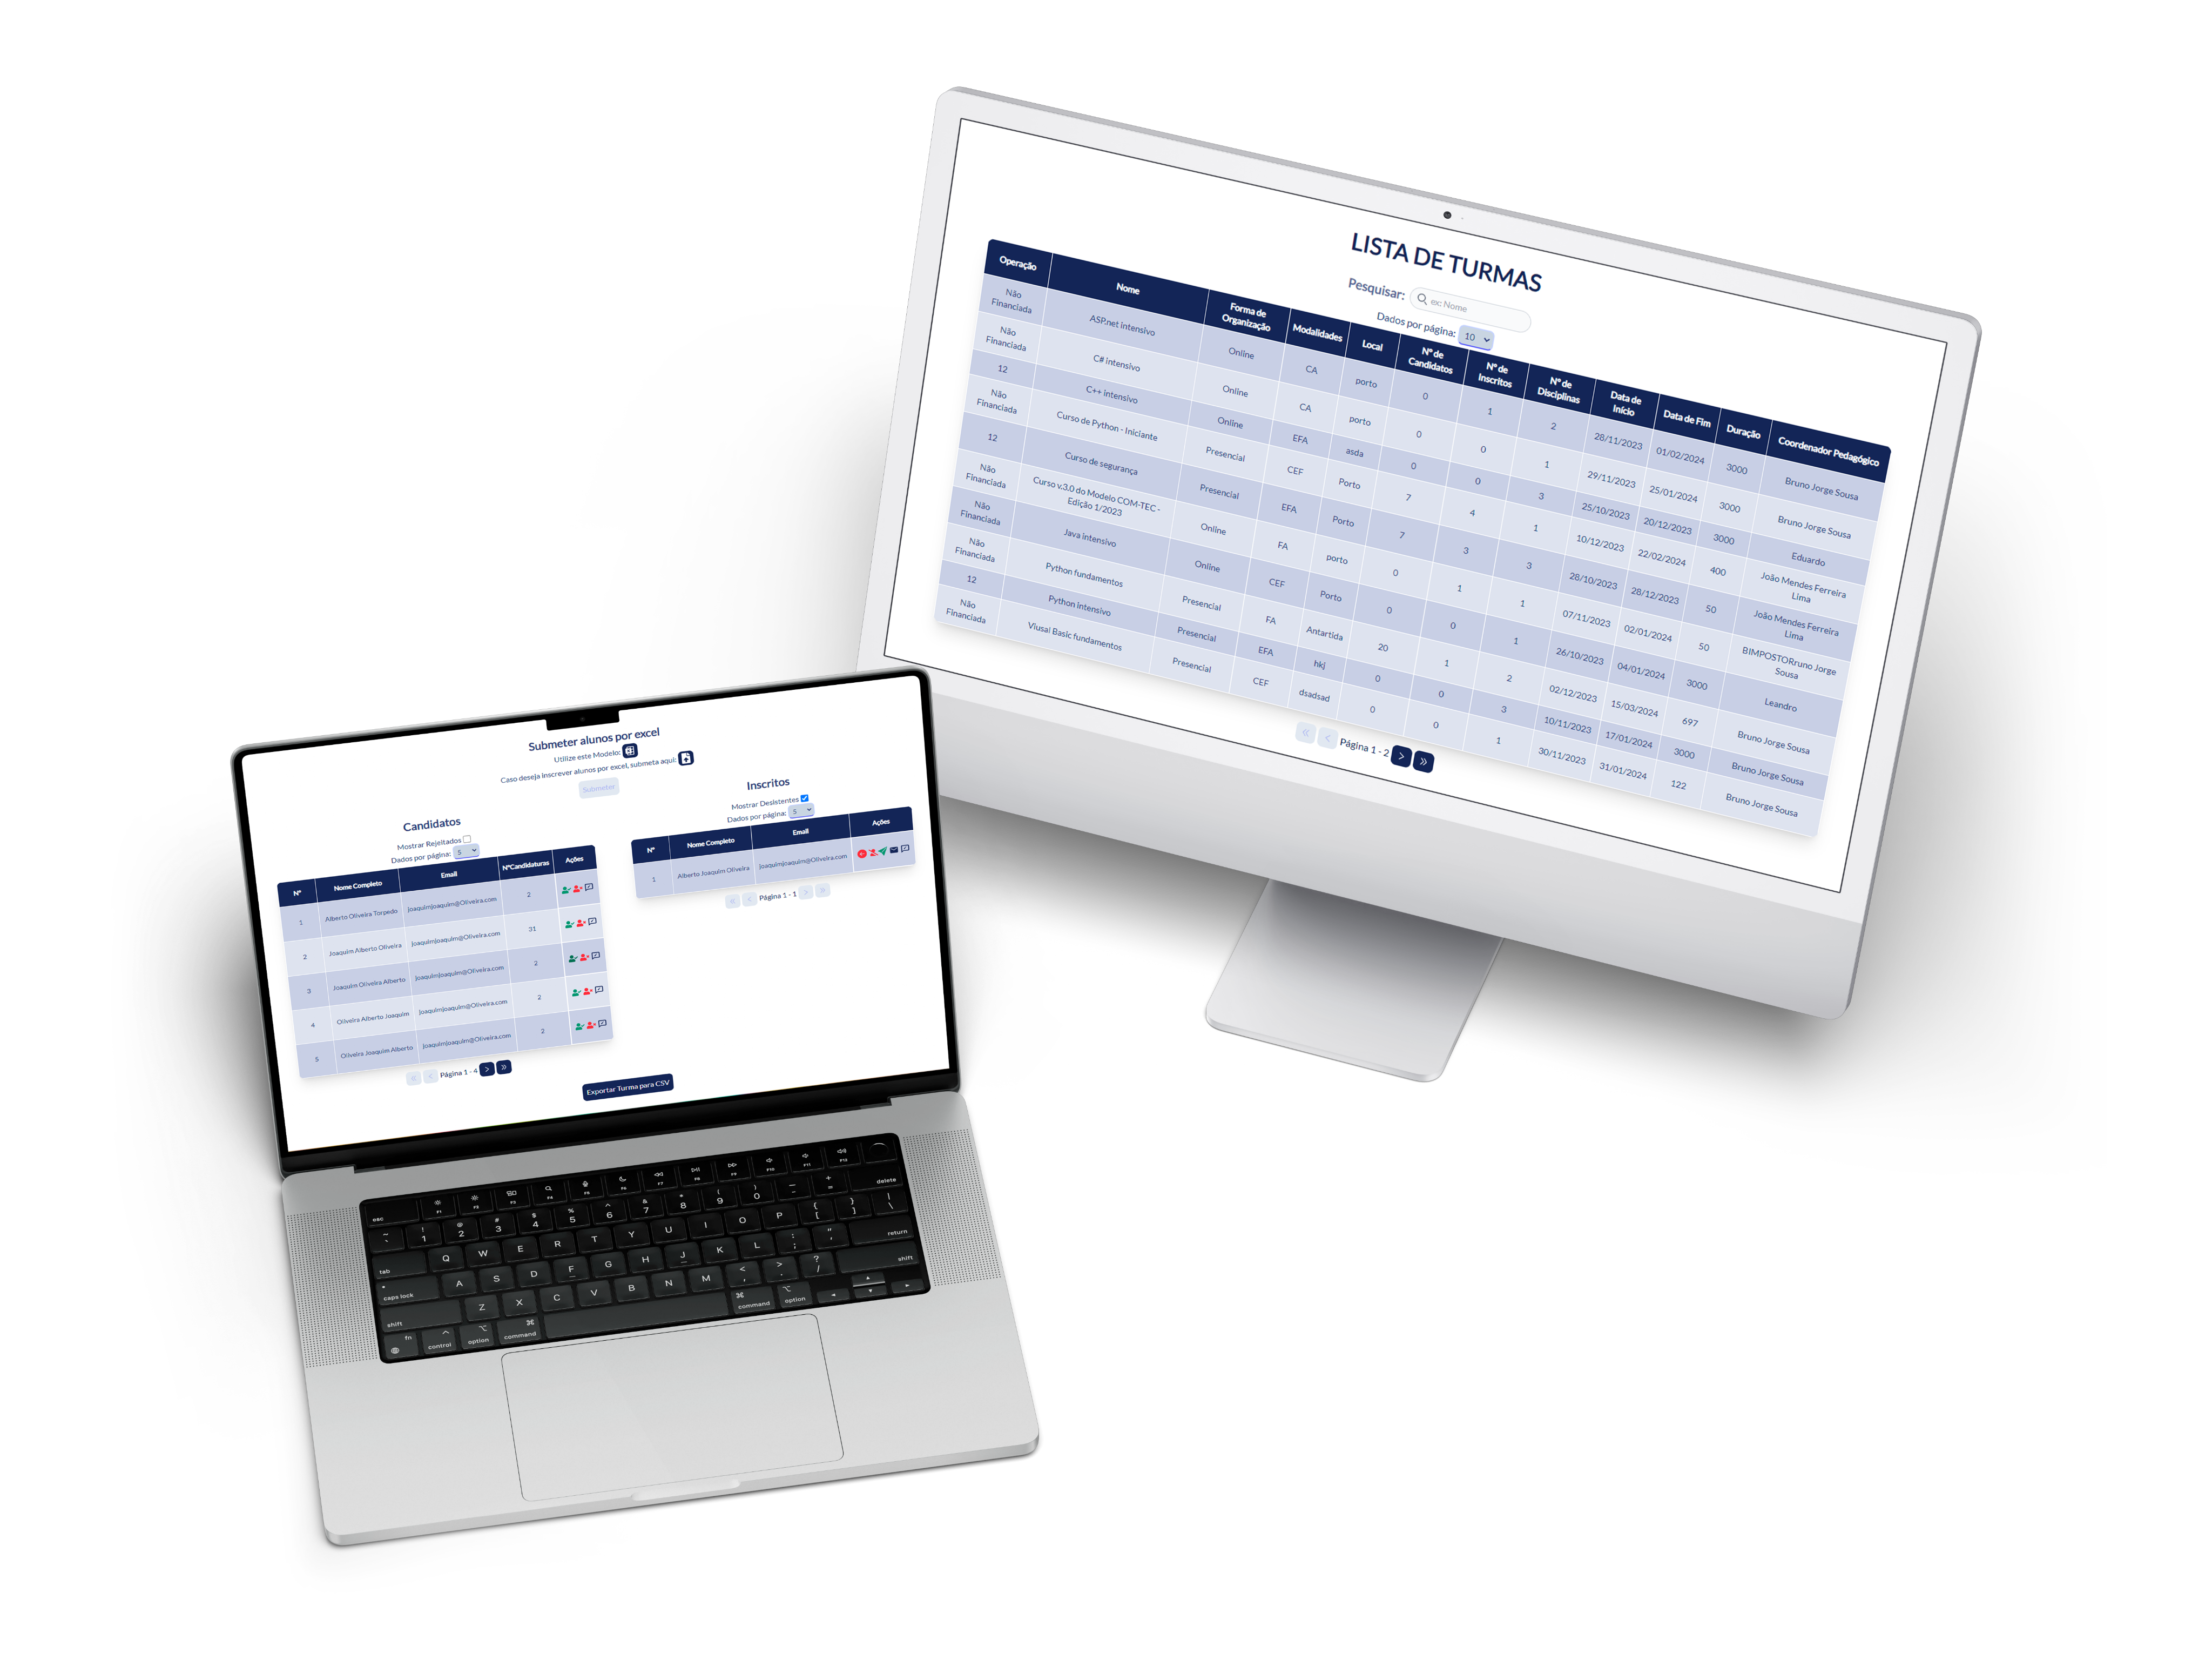 LISTA DE TURMAS
Pesquisar: ex: Nome
Dados por página: 10
Operação Nome Forma de Organização Modalidades Local Nº de Candidatos Nº de Inscritos Nº de Disciplinas Data de Início Data de Fim Duração Coordenador Pedagógico
Não Financiada ASP.net intensivo Online CA porto 0 1 2 28/11/2023 01/02/2024 3000 Bruno Jorge Sousa
Não Financiada C# intensivo Online CA porto 0 0 1 29/11/2023 25/01/2024 3000 Bruno Jorge Sousa
12 C++ intensivo Online EFA asda 0 0 3 25/10/2023 20/12/2023 3000 Eduardo
Não Financiada Curso de Python - Iniciante Presencial CEF Porto 7 4 1 10/12/2023 22/02/2024 400 João Mendes Ferreira Lima
12 Curso de segurança Presencial EFA Porto 7 3 3 28/10/2023 28/12/2023 50 João Mendes Ferreira Lima
Não Financiada Curso v.3.0 do Modelo COM-TEC - Edição 1/2023 Online FA porto 0 1 1 07/11/2023 02/01/2024 50 BIMPOSTORruno Jorge Sousa
Não Financiada Java intensivo Online CEF Porto 0 0 1 26/10/2023 04/01/2024 3000 Leandro
Não Financiada Python fundamentos Presencial FA Antartida 20 1 2 02/12/2023 15/03/2024 697 Bruno Jorge Sousa
12 Python intensivo Presencial EFA hkj 0 0 3 10/11/2023 17/01/2024 3000 Bruno Jorge Sousa
Não Financiada Viusal Basic fundamentos Presencial CEF dsadsad 0 0 1 30/11/2023 31/01/2024 122 Bruno Jorge Sousa
« ‹ Página 1 - 2 › »
Submeter alunos por excel
Utilize este Modelo:
Caso deseja inscrever alunos por excel, submeta aqui:
Submeter
Candidatos
Mostrar Rejeitados
Dados por página: 5
Nº Nome Completo Email NºCandidaturas Ações
1 Alberto Oliveira Torpedo joaquimjoaquim@Oliveira.com 2
2 Joaquim Alberto Oliveira joaquimjoaquim@Oliveira.com 31
3 Joaquim Oliveira Alberto joaquimjoaquim@Oliveira.com 2
4 Oliveira Alberto Joaquim joaquimjoaquim@Oliveira.com 2
5 Oliveira Joaquim Alberto joaquimjoaquim@Oliveira.com 2
« ‹ Página 1 - 4 › »
Inscritos
Mostrar Desistentes
Dados por página: 5
Nº Nome Completo Email Ações
1 Alberto Joaquim Oliveira joaquimjoaquim@Oliveira.com
« ‹ Página 1 - 1 › »
Exportar Turma para CSV
esc F1 F2 F3 F4 F5 F6 F7 F8 F9 F10 F11 F12
~ ` ! 1 @ 2 # 3 $ 4 % 5 ^ 6 & 7 * 8 ( 9 ) 0 — - + = delete
tab Q W E R T Y U I O P { [ } ] | \
caps lock A S D F G H J K L : ; " ' return
shift Z X C V B N M < , > . ? / shift
fn control option command command option